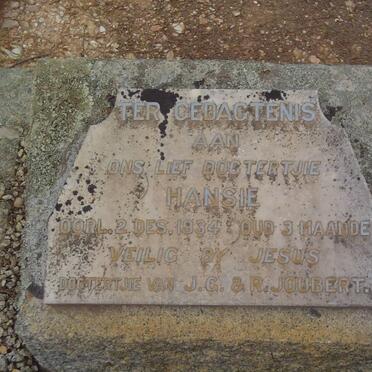 TER GEDAGTENIS
AAN
ONS LIEF DOGTERTJIE
HANSIE
OORL. 2. DES. 1934 OUD 3 MAANDE
VEILIG BY JESUS
DOGTERTJIE VAN J.G. & R. JOUBERT.